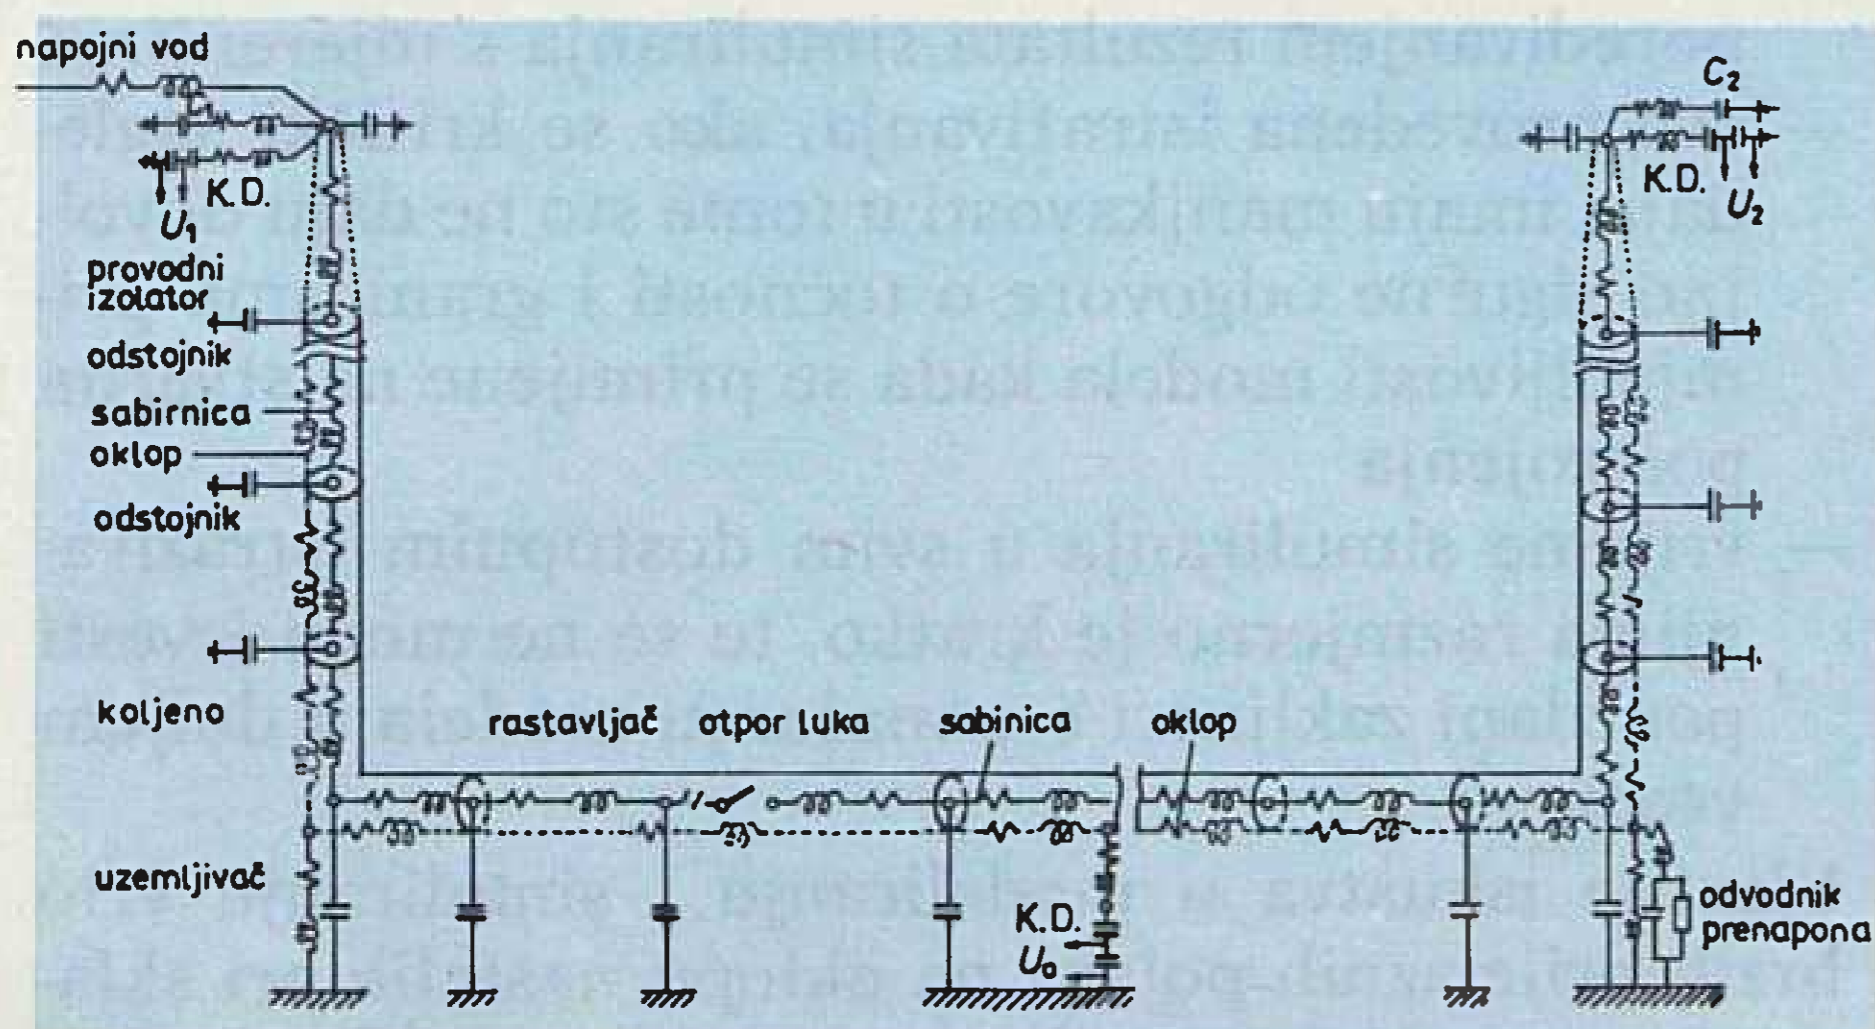 napojni vod
C₁
K.D.
U₁
provodni
izolator
odstojnik
sabirnica
oklop
odstojnik
koljeno
uzemljivač
rastavljač
otpor luka
sabinica
oklop
K.D.
U₀
C₂
K.D.
U₂
odvodnik
prenapona